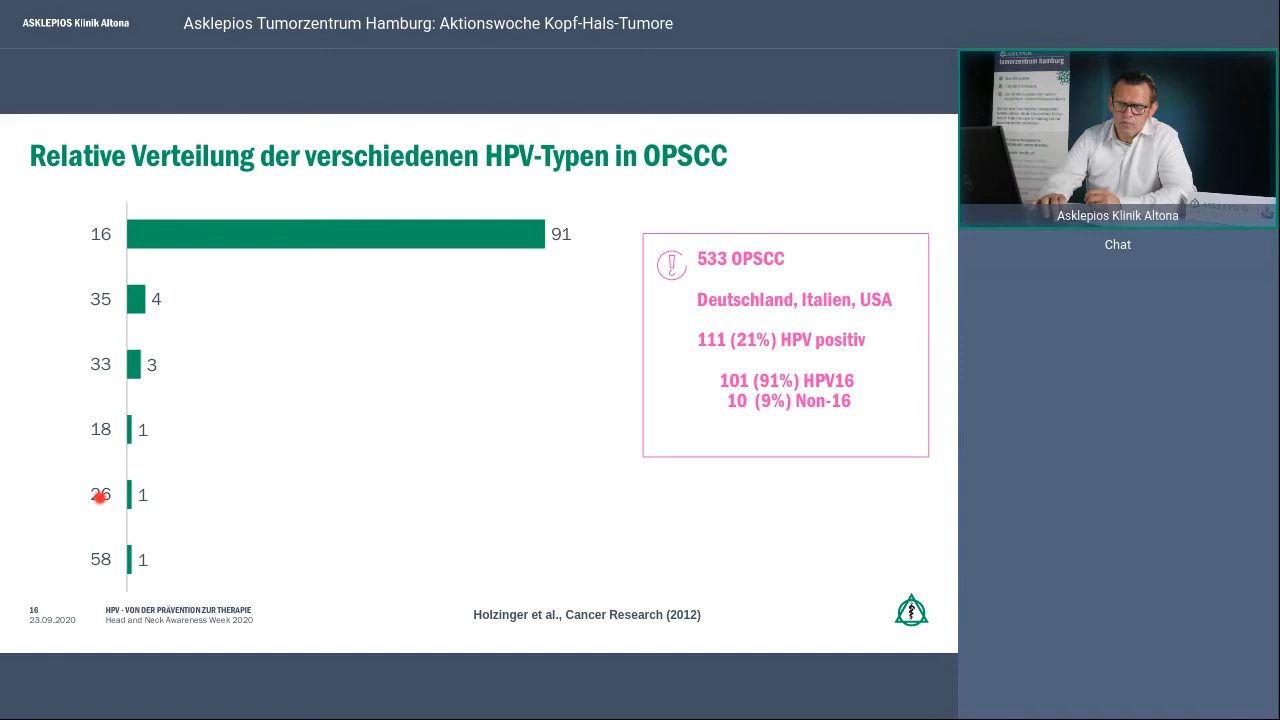 ASKLEPIOS Klinik Altona
Asklepios Tumorzentrum Hamburg: Aktionswoche Kopf-Hals-Tumore
tumorzentrum hamburg
ASKLEPIOS
Asklepios Klinik Altona
Chat
Relative Verteilung der verschiedenen HPV-Typen in OPSCC
16 91
35 4
33 3
18 1
26 1
58 1
533 OPSCC
Deutschland, Italien, USA
111 (21%) HPV positiv
101 (91%) HPV16
10 (9%) Non-16
16 HPV - VON DER PRÄVENTION ZUR THERAPIE
23.09.2020 Head and Neck Awareness Week 2020
Holzinger et al., Cancer Research (2012)